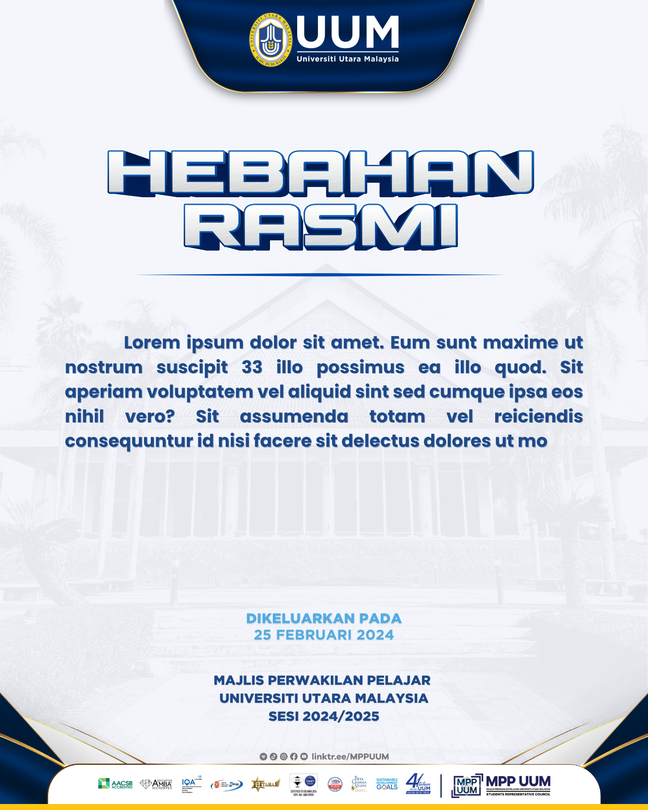 UUM
Universiti Utara Malaysia
HEBAHAN
RASMI
Lorem ipsum dolor sit amet. Eum sunt maxime ut
nostrum suscipit 33 illo possimus ea illo quod. Sit
aperiam voluptatem vel aliquid sint sed cumque ipsa eos
nihil vero? Sit assumenda totam vel reiciendis
consequuntur id nisi facere sit delectus dolores ut mo
DIKELUARKAN PADA
25 FEBRUARI 2024
MAJLIS PERWAKILAN PELAJAR
UNIVERSITI UTARA MALAYSIA
SESI 2024/2025
linktr.ee/MPPUUM
AACSB
ACCREDITED
AMBA
ACCREDITED
IQA
SUSTAINABLE
DEVELOPMENT
GOALS
MPP
UUM
MPP UUM
STUDENTS REPRESENTATIVE COUNCIL